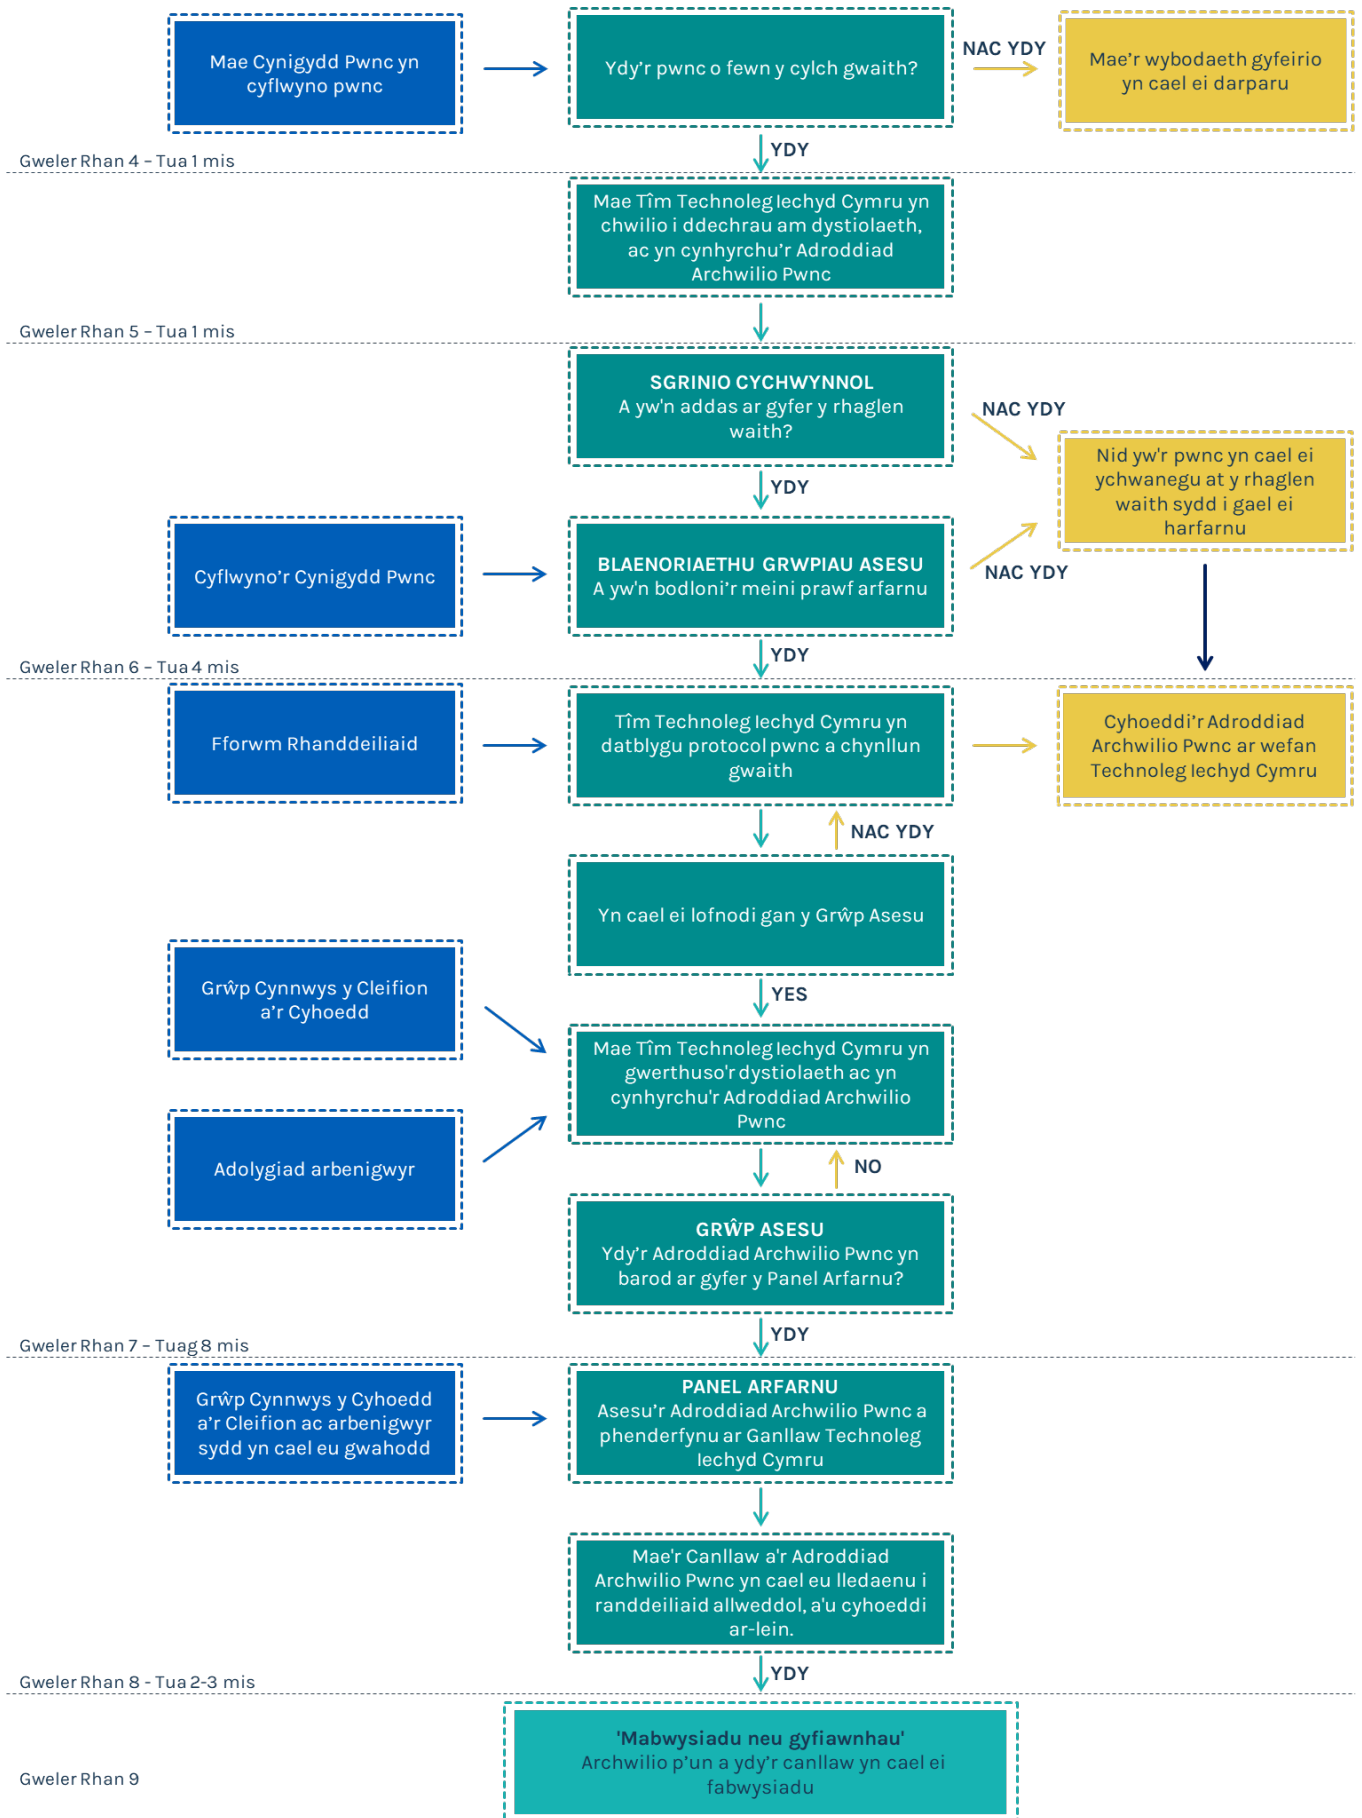 Mae Cynigydd Pwnc yn
cyflwyno pwnc
Ydy'r pwnc o fewn y cylch gwaith?
NAC YDY
Mae'r wybodaeth gyfeirio
yn cael ei darparu
YDY
Gweler Rhan 4 – Tua 1 mis
Mae Tîm Technoleg Iechyd Cymru yn
chwilio i ddechrau am dystiolaeth,
ac yn cynhyrchu'r Adroddiad
Archwilio Pwnc
Gweler Rhan 5 – Tua 1 mis
SGRINIO CYCHWYNNOL
A yw'n addas ar gyfer y rhaglen
waith?
NAC YDY
YDY
Nid yw'r pwnc yn cael ei
ychwanegu at y rhaglen
waith sydd i gael ei
harfarnu
Cyflwyno'r Cynigydd Pwnc
BLAENORIAETHU GRWPIAU ASESU
A yw'n bodloni'r meini prawf arfarnu
NAC YDY
YDY
Gweler Rhan 6 – Tua 4 mis
Fforwm Rhanddeiliaid
Tîm Technoleg Iechyd Cymru yn
datblygu protocol pwnc a chynllun
gwaith
Cyhoeddi'r Adroddiad
Archwilio Pwnc ar wefan
Technoleg Iechyd Cymru
NAC YDY
Yn cael ei lofnodi gan y Grŵp Asesu
YES
Grŵp Cynnwys y Cleifion
a'r Cyhoedd
Mae Tîm Technoleg Iechyd Cymru yn
gwerthuso'r dystiolaeth ac yn
cynhyrchu'r Adroddiad Archwilio
Pwnc
Adolygiad arbenigwyr
NO
GRŴP ASESU
Ydy'r Adroddiad Archwilio Pwnc yn
barod ar gyfer y Panel Arfarnu?
YDY
Gweler Rhan 7 – Tuag 8 mis
Grŵp Cynnwys y Cyhoedd
a'r Cleifion ac arbenigwyr
sydd yn cael eu gwahodd
PANEL ARFARNU
Asesu'r Adroddiad Archwilio Pwnc a
phenderfynu ar Ganllaw Technoleg
Iechyd Cymru
Mae'r Canllaw a'r Adroddiad
Archwilio Pwnc yn cael eu lledaenu i
randdeiliaid allweddol, a'u cyhoeddi
ar-lein.
YDY
Gweler Rhan 8 - Tua 2-3 mis
'Mabwysiadu neu gyfiawnhau'
Archwilio p'un a ydy'r canllaw yn cael ei
fabwysiadu
Gweler Rhan 9